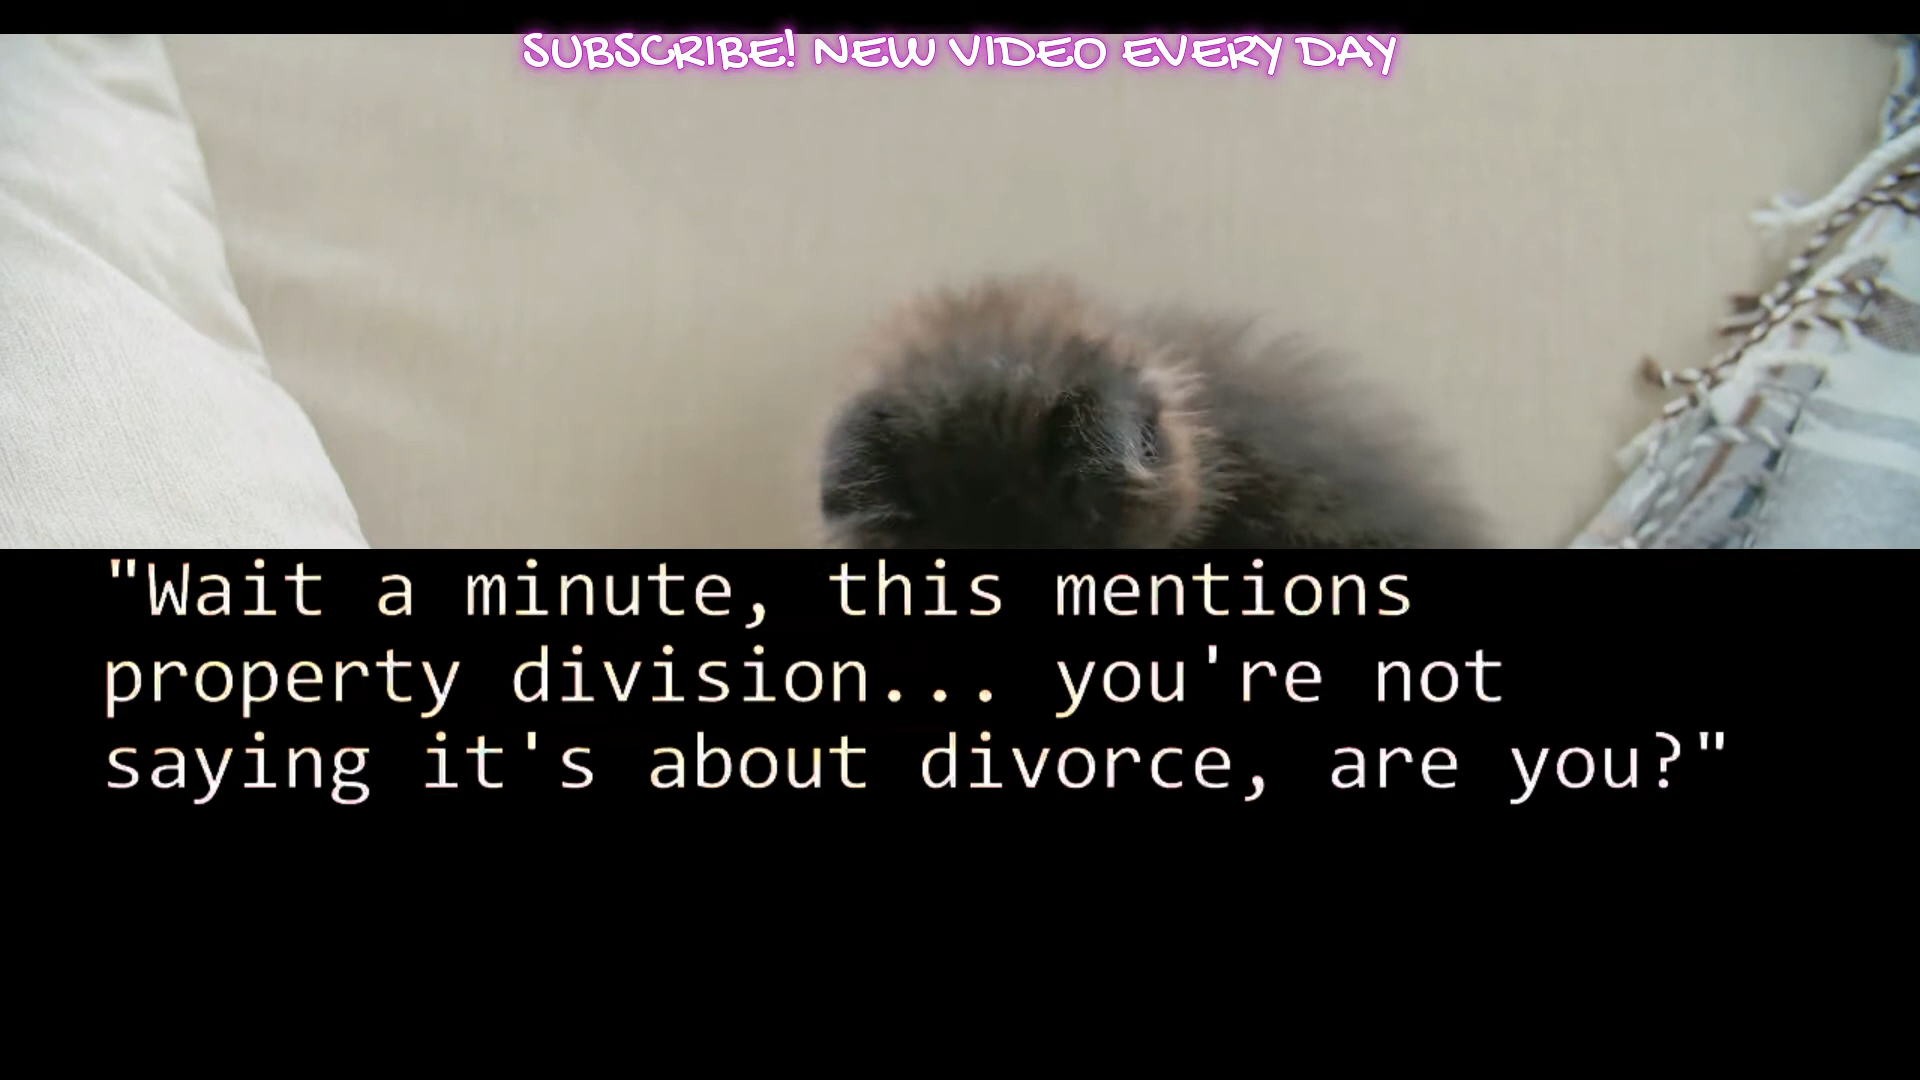 SUBSCRIBE! NEW VIDEO EVERY DAY
"Wait a minute, this mentions
property division... you're not
saying it's about divorce, are you?"